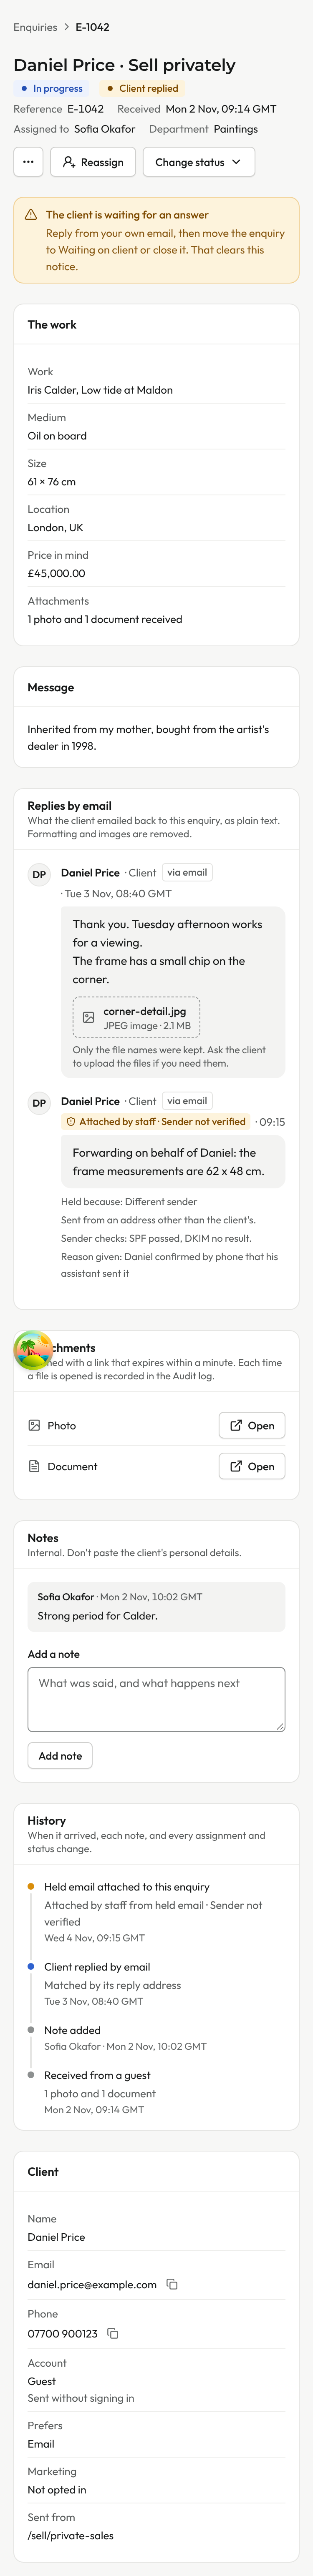 Enquiries > E-1042
Daniel Price · Sell privately
In progress Client replied
Reference E-1042 Received Mon 2 Nov, 09:14 GMT
Assigned to Sofia Okafor Department Paintings
Reassign Change status
The client is waiting for an answer
Reply from your own email, then move the enquiry
to Waiting on client or close it. That clears this
notice.
The work
Work
Iris Calder, Low tide at Maldon
Medium
Oil on board
Size
61 × 76 cm
Location
London, UK
Price in mind
£45,000.00
Attachments
1 photo and 1 document received
Message
Inherited from my mother, bought from the artist's
dealer in 1998.
Replies by email
What the client emailed back to this enquiry, as plain text.
Formatting and images are removed.
DP Daniel Price · Client via email
· Tue 3 Nov, 08:40 GMT
Thank you. Tuesday afternoon works
for a viewing.
The frame has a small chip on the
corner.
corner-detail.jpg
JPEG image · 2.1 MB
Only the file names were kept. Ask the client
to upload the files if you need them.
DP Daniel Price · Client via email
Attached by staff · Sender not verified · 09:15
Forwarding on behalf of Daniel: the
frame measurements are 62 x 48 cm.
Held because: Different sender
Sent from an address other than the client's.
Sender checks: SPF passed, DKIM no result.
Reason given: Daniel confirmed by phone that his
assistant sent it
chments
ed with a link that expires within a minute. Each time
a file is opened is recorded in the Audit log.
Photo Open
Document Open
Notes
Internal. Don't paste the client's personal details.
Sofia Okafor · Mon 2 Nov, 10:02 GMT
Strong period for Calder.
Add a note
What was said, and what happens next
Add note
History
When it arrived, each note, and every assignment and
status change.
Held email attached to this enquiry
Attached by staff from held email · Sender not
verified
Wed 4 Nov, 09:15 GMT
Client replied by email
Matched by its reply address
Tue 3 Nov, 08:40 GMT
Note added
Sofia Okafor · Mon 2 Nov, 10:02 GMT
Received from a guest
1 photo and 1 document
Mon 2 Nov, 09:14 GMT
Client
Name
Daniel Price
Email
daniel.price@example.com
Phone
07700 900123
Account
Guest
Sent without signing in
Prefers
Email
Marketing
Not opted in
Sent from
/sell/private-sales